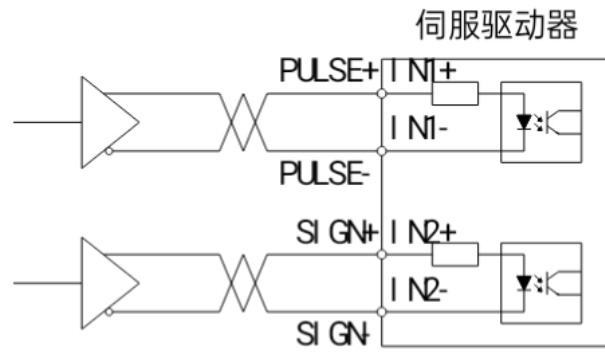 伺服驱动器
PULSE+ IN1+
IN1-
PULSE-
SIGN+ IN2+
IN2-
SIGN-